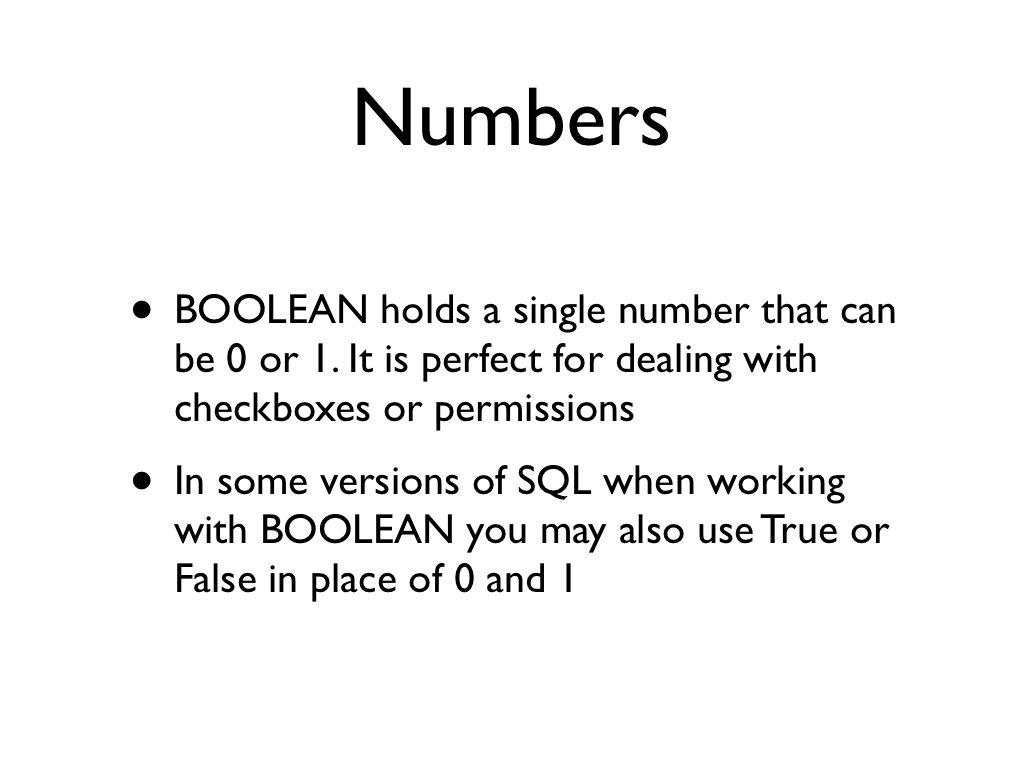 Numbers
• BOOLEAN holds a single number that can
be 0 or 1. It is perfect for dealing with
checkboxes or permissions
• In some versions of SQL when working
with BOOLEAN you may also use True or
False in place of 0 and 1